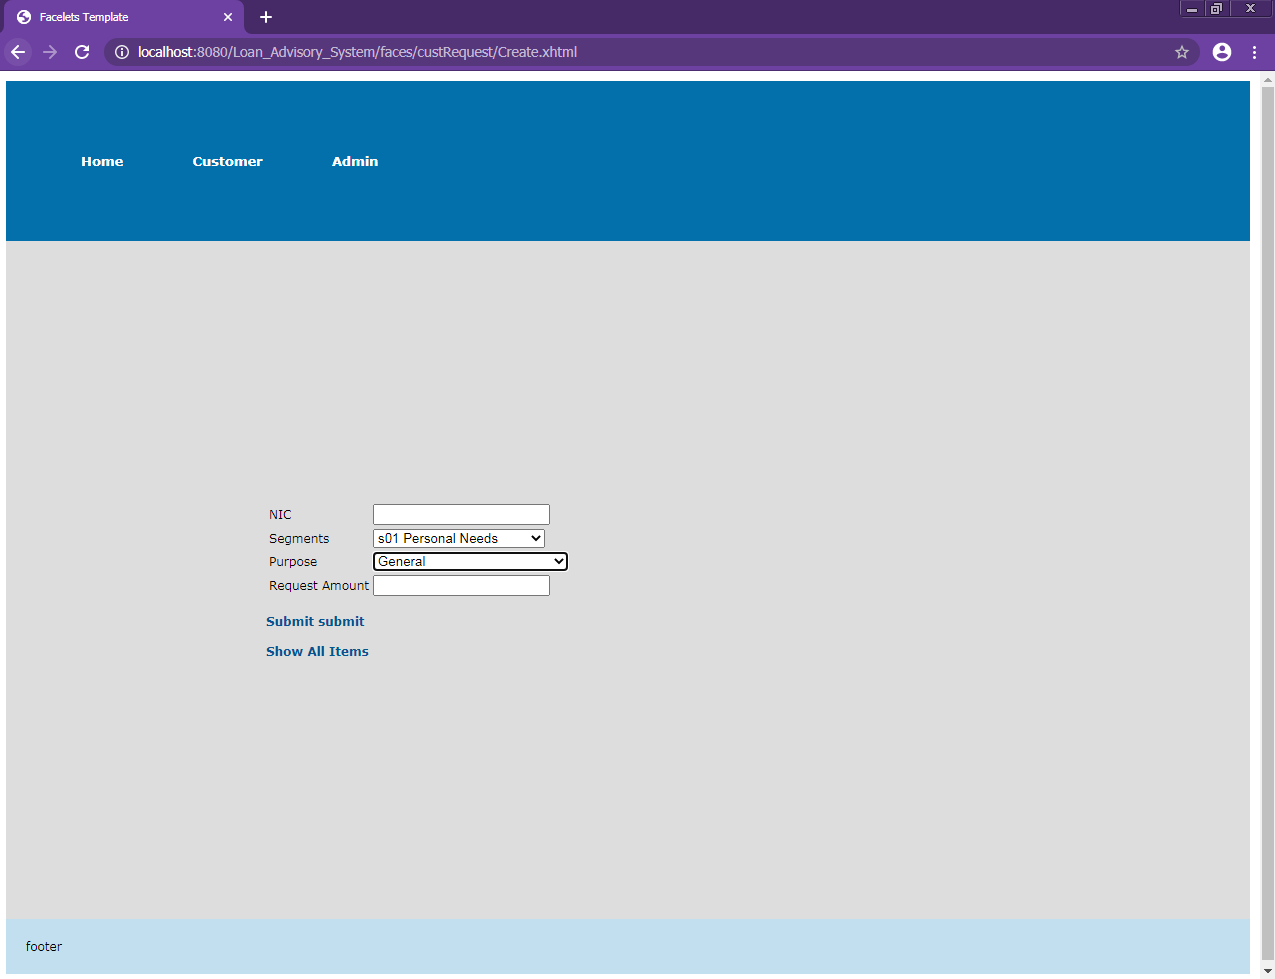 Facelets Template
localhost:8080/Loan_Advisory_System/faces/custRequest/Create.xhtml
Home Customer Admin
NIC
Segments s01 Personal Needs
Purpose General
Request Amount
Submit submit
Show All Items
footer